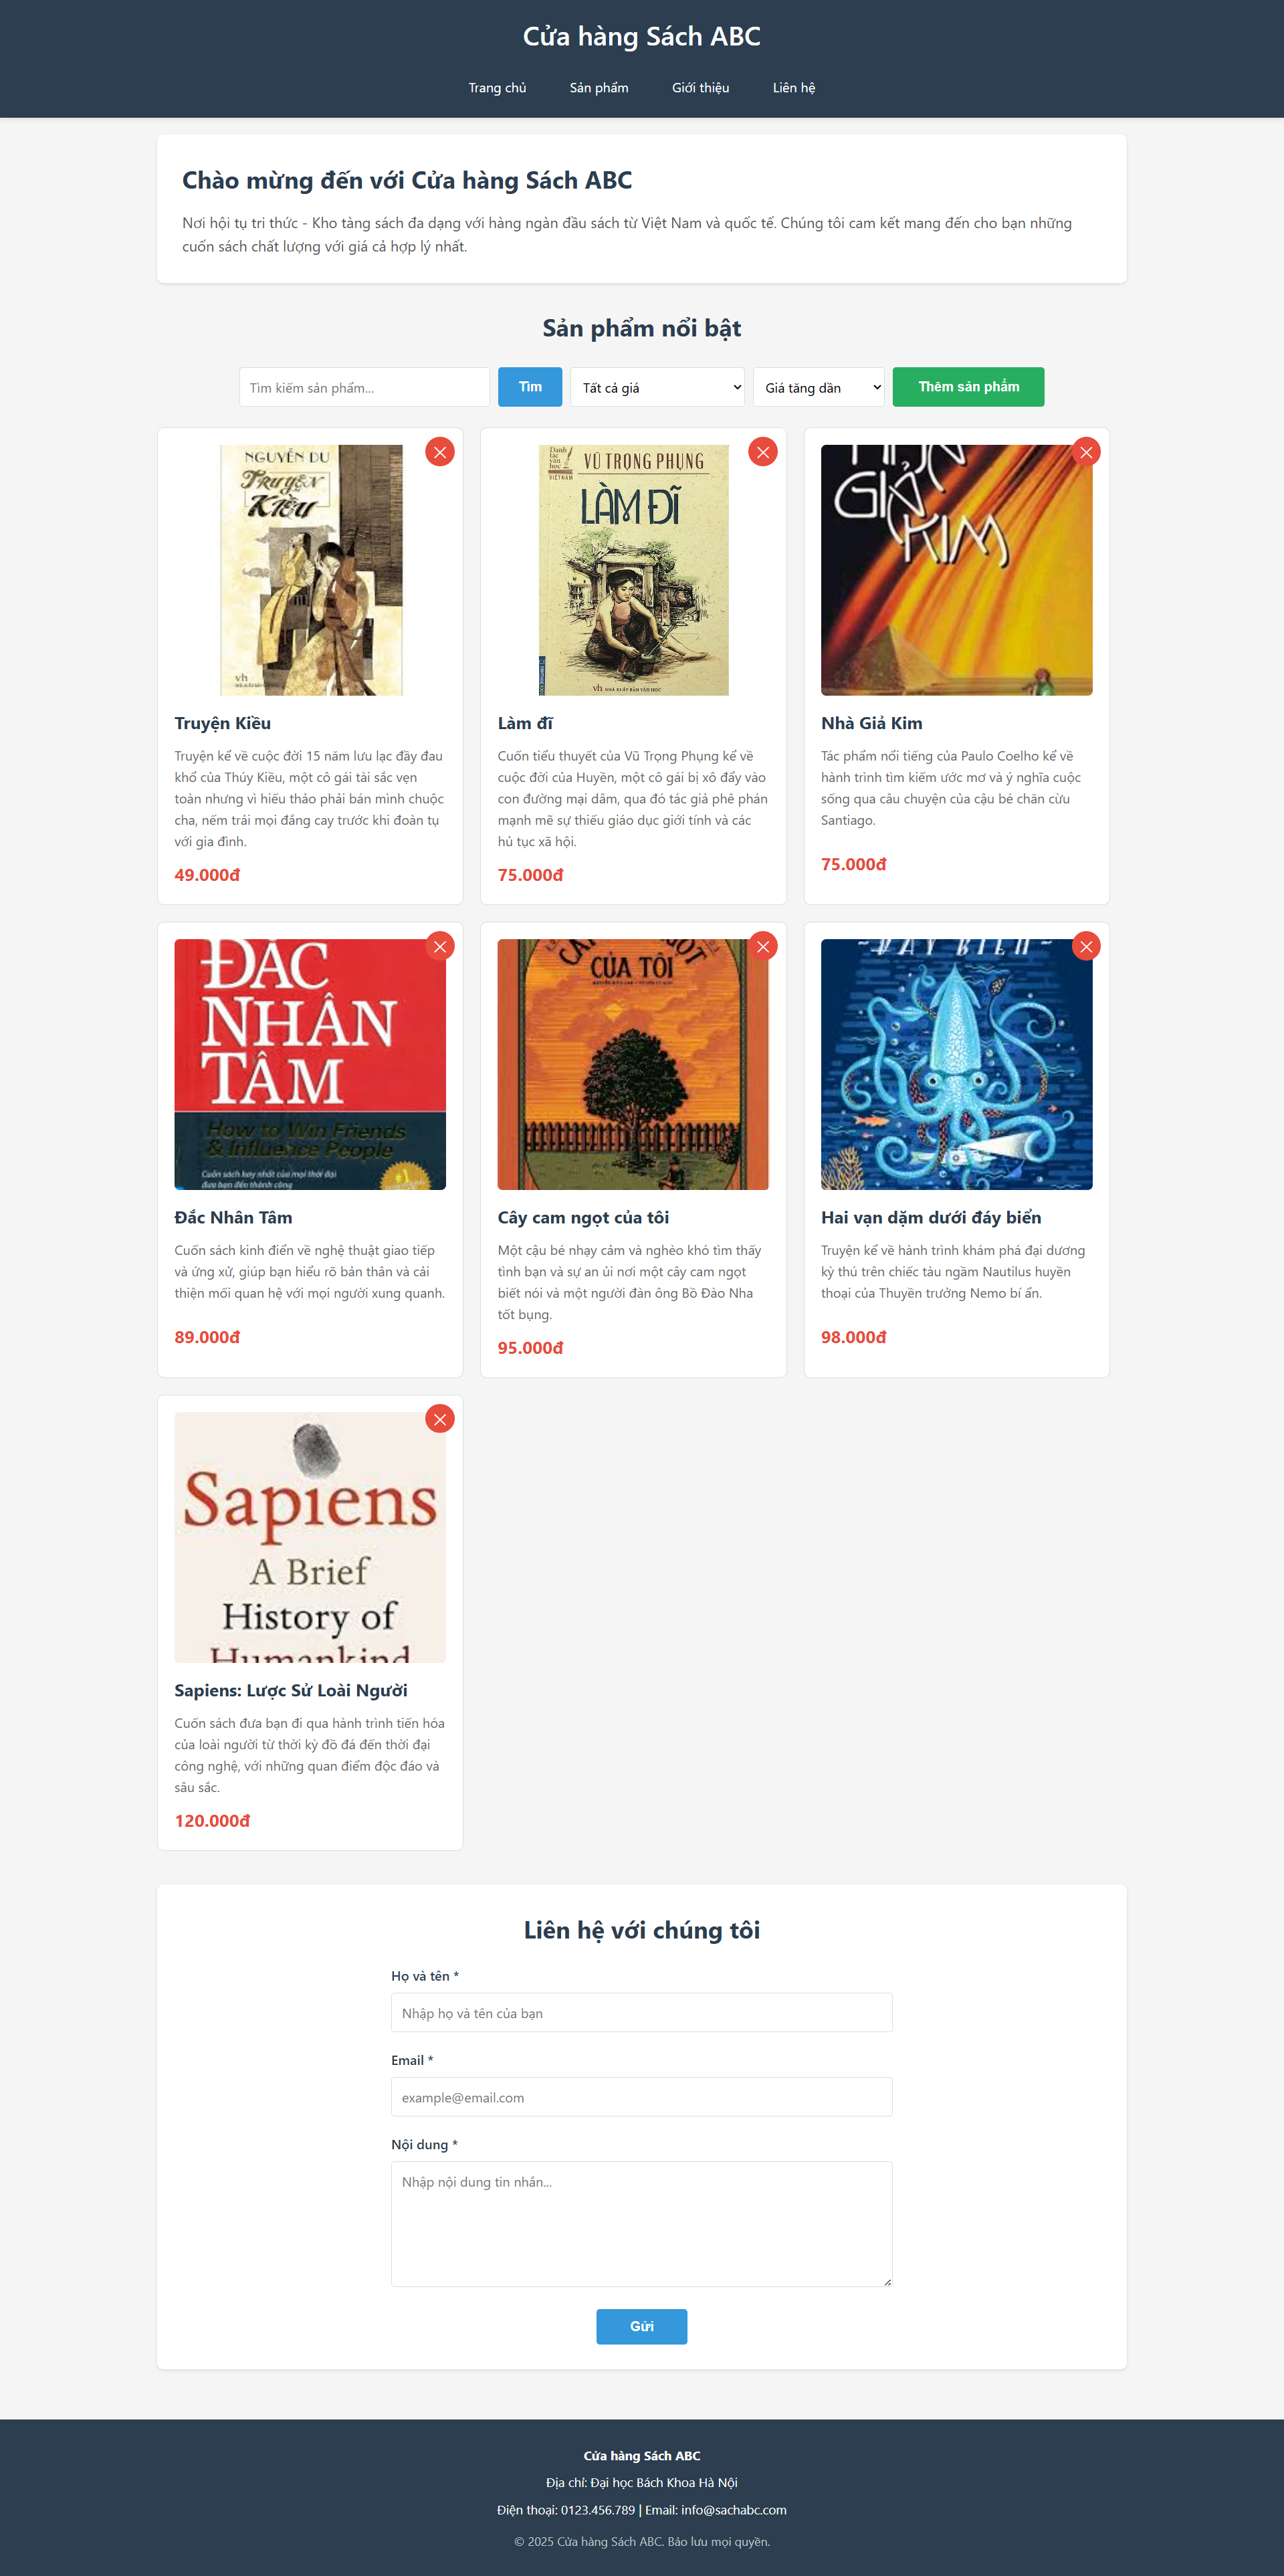 Cửa hàng Sách ABC
Trang chủ
Sản phẩm
Giới thiệu
Liên hệ
Chào mừng đến với Cửa hàng Sách ABC
Nơi hội tụ tri thức - Kho tàng sách đa dạng với hàng ngàn đầu sách từ Việt Nam và quốc tế. Chúng tôi cam kết mang đến cho bạn những
cuốn sách chất lượng với giá cả hợp lý nhất.
Sản phẩm nổi bật
Tìm kiếm sản phẩm...
Tìm
Tất cả giá
Giá tăng dần
Thêm sản phẩm
NGUYỄN DU
Truyện
Kiều
vh
Truyện Kiều
Truyện kể về cuộc đời 15 năm lưu lạc đầy đau
khổ của Thúy Kiều, một cô gái tài sắc vẹn
toàn nhưng vì hiếu thảo phải bán mình chuộc
cha, nếm trải mọi đắng cay trước khi đoàn tụ
với gia đình.
49.000đ
Danh
tác
văn
học
VIỆT NAM
VŨ TRỌNG PHỤNG
LÀM ĐĨ
vh NHÀ XUẤT BẢN VĂN HỌC
Làm đĩ
Cuốn tiểu thuyết của Vũ Trọng Phụng kể về
cuộc đời của Huyền, một cô gái bị xô đẩy vào
con đường mại dâm, qua đó tác giả phê phán
mạnh mẽ sự thiếu giáo dục giới tính và các
hủ tục xã hội.
75.000đ
GIẢ
KIM
Nhà Giả Kim
Tác phẩm nổi tiếng của Paulo Coelho kể về
hành trình tìm kiếm ước mơ và ý nghĩa cuộc
sống qua câu chuyện của cậu bé chăn cừu
Santiago.
75.000đ
ĐẮC
NHÂN
TÂM
How to Win Friends
& Influence People
Cuốn sách hay nhất của mọi thời đại
đưa bạn đến thành công
#1
Đắc Nhân Tâm
Cuốn sách kinh điển về nghệ thuật giao tiếp
và ứng xử, giúp bạn hiểu rõ bản thân và cải
thiện mối quan hệ với mọi người xung quanh.
89.000đ
CỦA TÔI
Cây cam ngọt của tôi
Một cậu bé nhạy cảm và nghèo khó tìm thấy
tình bạn và sự an ủi nơi một cây cam ngọt
biết nói và một người đàn ông Bồ Đào Nha
tốt bụng.
95.000đ
ĐÁY BIỂN
Hai vạn dặm dưới đáy biển
Truyện kể về hành trình khám phá đại dương
kỳ thú trên chiếc tàu ngầm Nautilus huyền
thoại của Thuyền trưởng Nemo bí ẩn.
98.000đ
Sapiens
A Brief
History of
Humankind
Sapiens: Lược Sử Loài Người
Cuốn sách đưa bạn đi qua hành trình tiến hóa
của loài người từ thời kỳ đồ đá đến thời đại
công nghệ, với những quan điểm độc đáo và
sâu sắc.
120.000đ
Liên hệ với chúng tôi
Họ và tên *
Nhập họ và tên của bạn
Email *
example@email.com
Nội dung *
Nhập nội dung tin nhắn...
Gửi
Cửa hàng Sách ABC
Địa chỉ: Đại học Bách Khoa Hà Nội
Điện thoại: 0123.456.789 | Email: info@sachabc.com
© 2025 Cửa hàng Sách ABC. Bảo lưu mọi quyền.